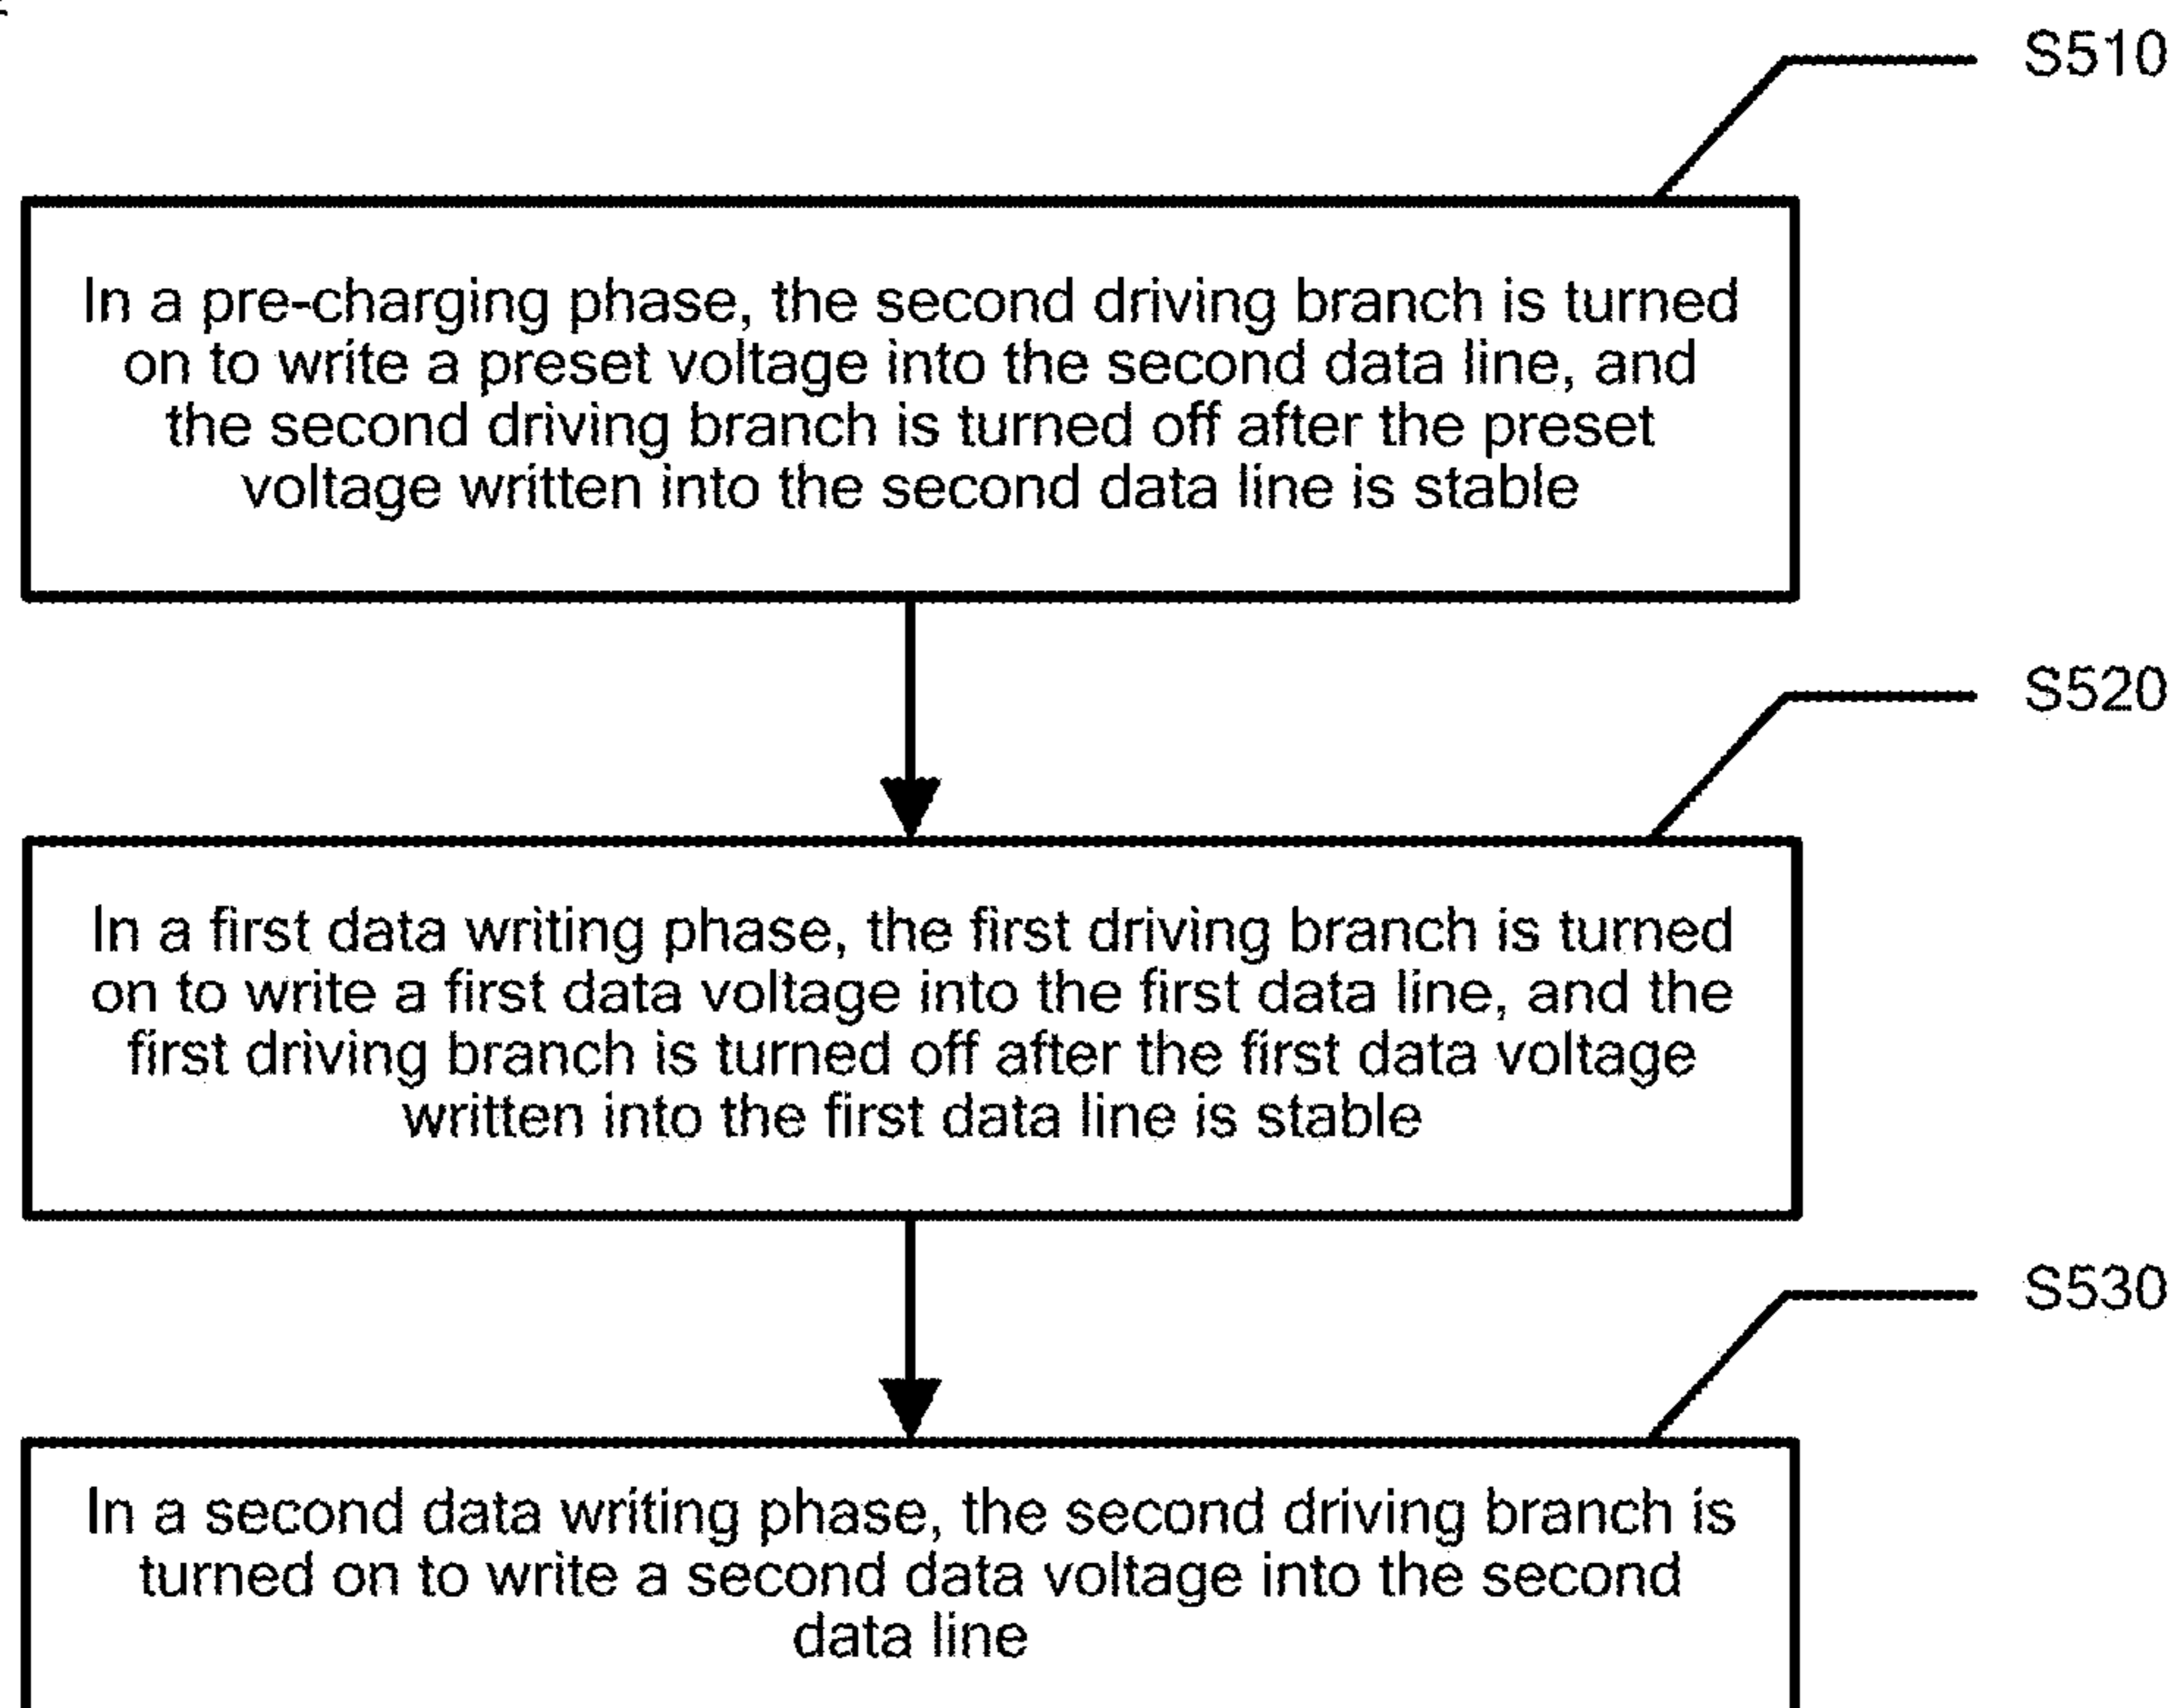 S510
In a pre-charging phase, the second driving branch is turned
on to write a preset voltage into the second data line, and
the second driving branch is turned off after the preset
voltage written into the second data line is stable
S520
In a first data writing phase, the first driving branch is turned
on to write a first data voltage into the first data line, and the
first driving branch is turned off after the first data voltage
written into the first data line is stable
S530
In a second data writing phase, the second driving branch is
turned on to write a second data voltage into the second
data line